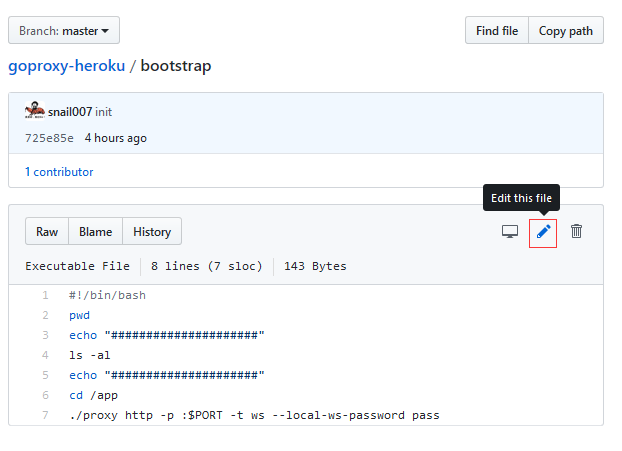 Branch: master
Find file Copy path
goproxy-heroku / bootstrap
snail007 init
725e85e 4 hours ago
1 contributor
Edit this file
Raw Blame History
Executable File 8 lines (7 sloc) 143 Bytes
1 #!/bin/bash
2 pwd
3 echo "#####################"
4 ls -al
5 echo "#####################"
6 cd /app
7 ./proxy http -p :$PORT -t ws --local-ws-password pass